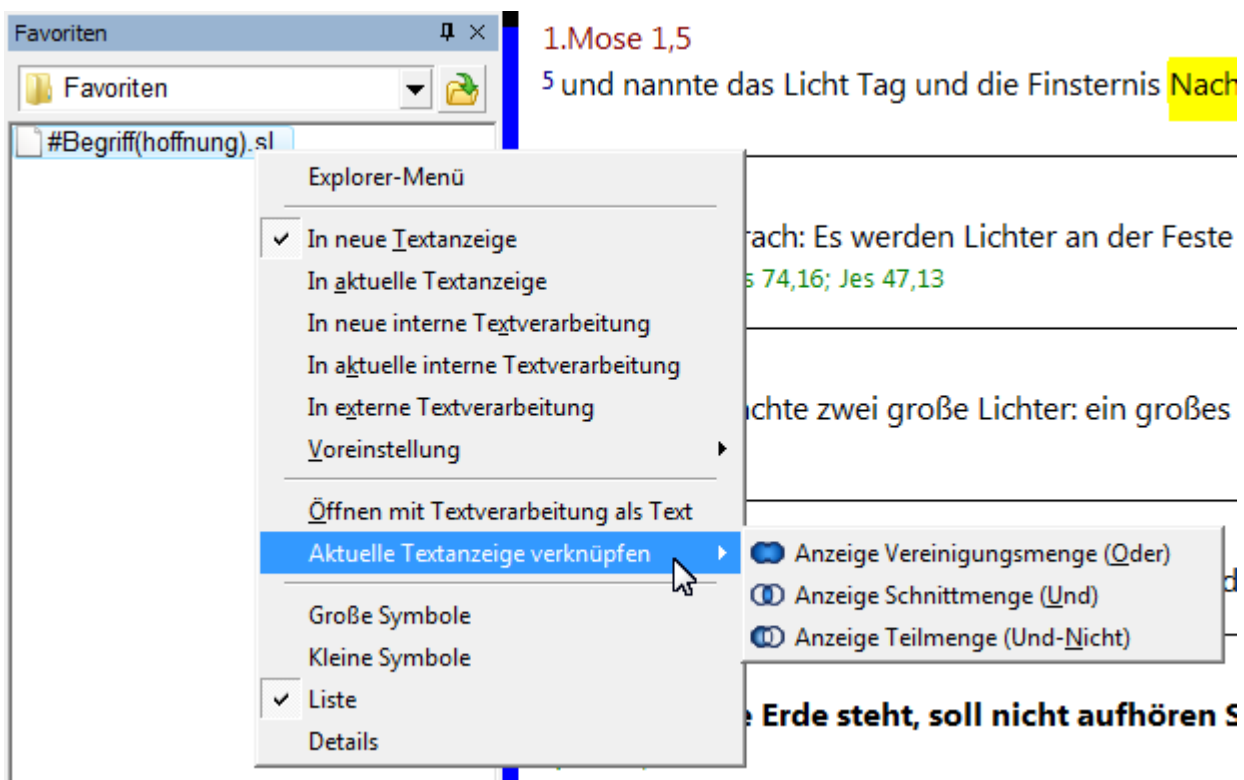 Favoriten
Favoriten
#Begriff(hoffnung).sl
Explorer-Menü
In neue Textanzeige
In aktuelle Textanzeige
In neue interne Textverarbeitung
In aktuelle interne Textverarbeitung
In externe Textverarbeitung
Voreinstellung
Öffnen mit Textverarbeitung als Text
Aktuelle Textanzeige verknüpfen
Große Symbole
Kleine Symbole
Liste
Details
Anzeige Vereinigungsmenge (Oder)
Anzeige Schnittmenge (Und)
Anzeige Teilmenge (Und-Nicht)
1.Mose 1,5
5 und nannte das Licht Tag und die Finsternis Nach
rach: Es werden Lichter an der Feste
74,16; Jes 47,13
chte zwei große Lichter: ein großes
Erde steht, soll nicht aufhören S